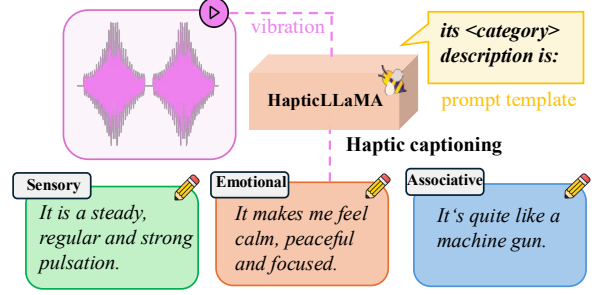 vibration
its <category>
description is:
prompt template
HapticLLaMA
Haptic captioning
Sensory
It is a steady,
regular and strong
pulsation.
Emotional
It makes me feel
calm, peaceful
and focused.
Associative
It‘s quite like a
machine gun.